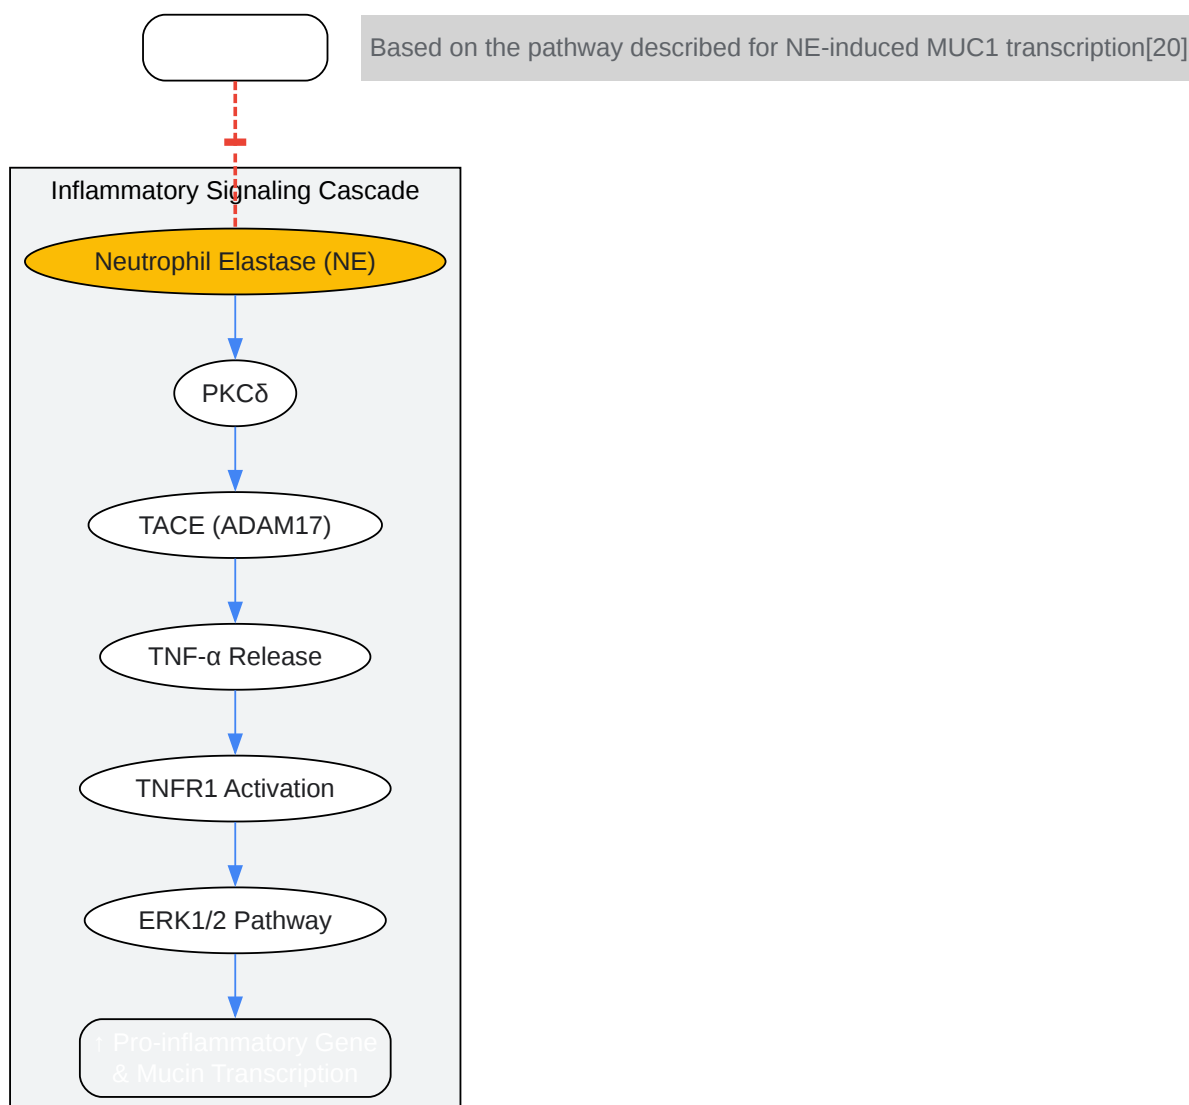 Based on the pathway described for NE-induced MUC1 transcription[20]
Inflammatory Signaling Cascade
Neutrophil Elastase (NE)
PKCδ
TACE (ADAM17)
TNF-α Release
TNFR1 Activation
ERK1/2 Pathway
↑ Pro-inflammatory Gene
& Mucin Transcription